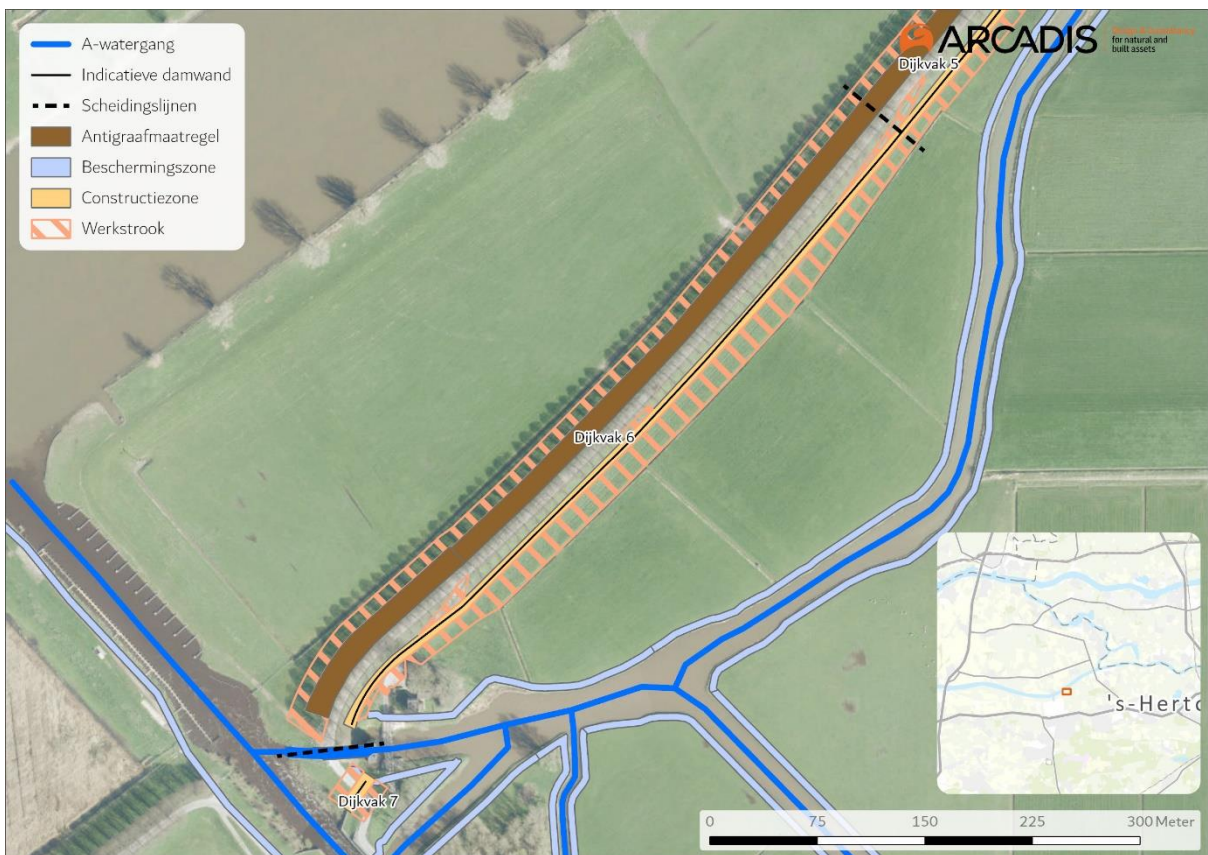 A-watergang
Indicatieve damwand
Scheidingslijnen
Antigraafmaatregel
Beschermingszone
Constructiezone
Werkstrook
ARCADIS
for natural and
built assets
Dijkvak 5
Dijkvak 6
Dijkvak 7
's-Herto
0 75 150 225 300 Meter